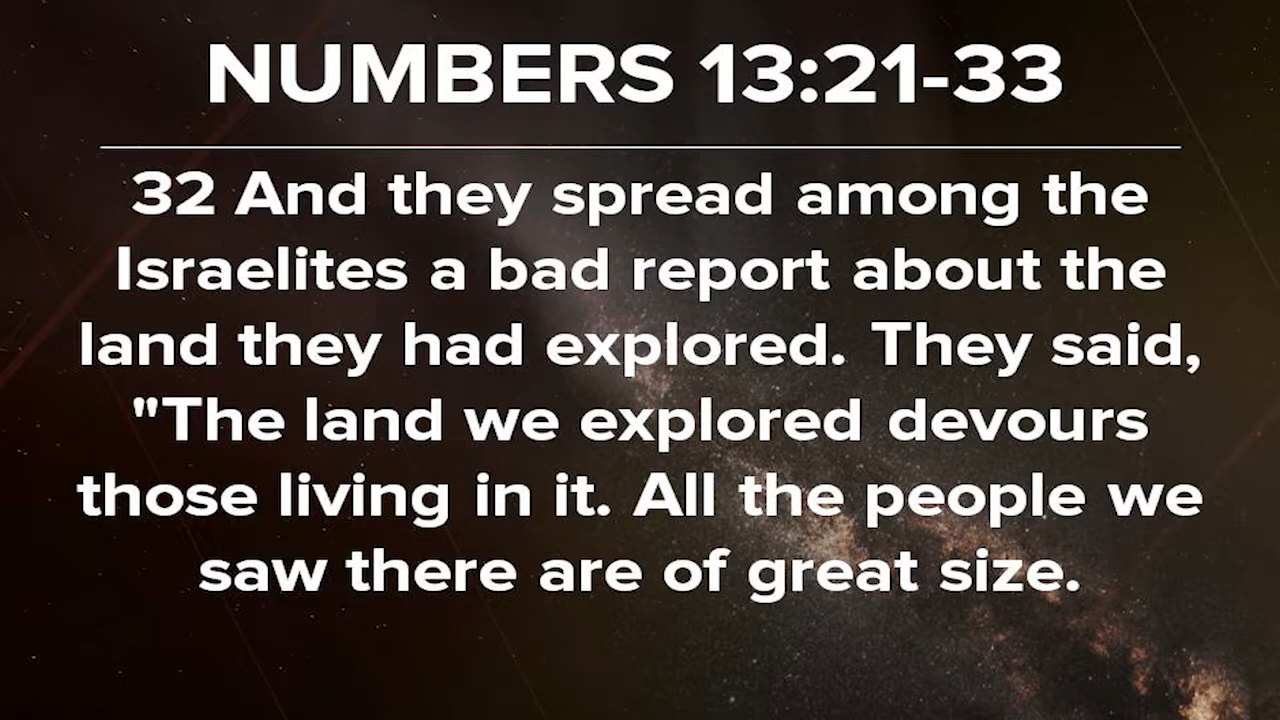 NUMBERS 13:21-33
32 And they spread among the
Israelites a bad report about the
land they had explored. They said,
"The land we explored devours
those living in it. All the people we
saw there are of great size.